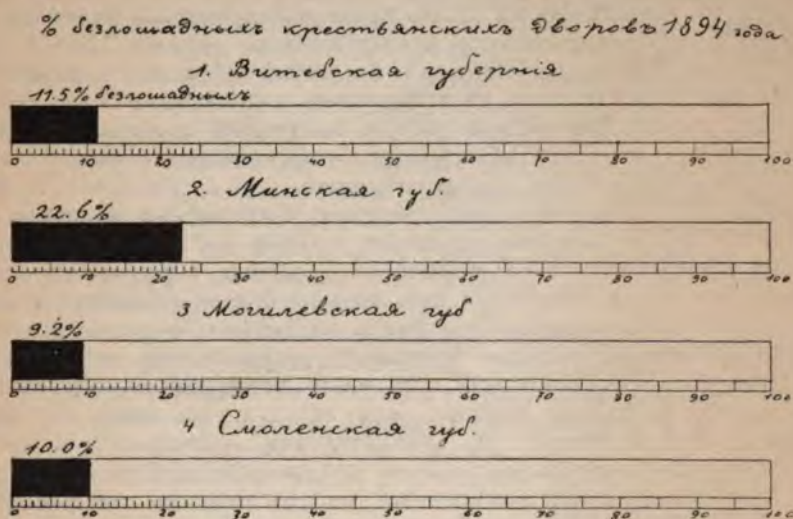 % безлошадныхъ крестьянскихъ дворовъ 1894 года
1. Витебская губернія
11.5% безлошадныхъ
0 10 20 30 40 50 60 70 80 90 100
2. Минская губ.
22.6%
0 10 20 30 40 50 60 70 80 90 100
3 Могилевская губ
9.2%
0 10 20 30 40 50 60 70 80 90 100
4 Смоленская губ.
10.0%
0 10 20 30 40 50 60 70 80 90 100